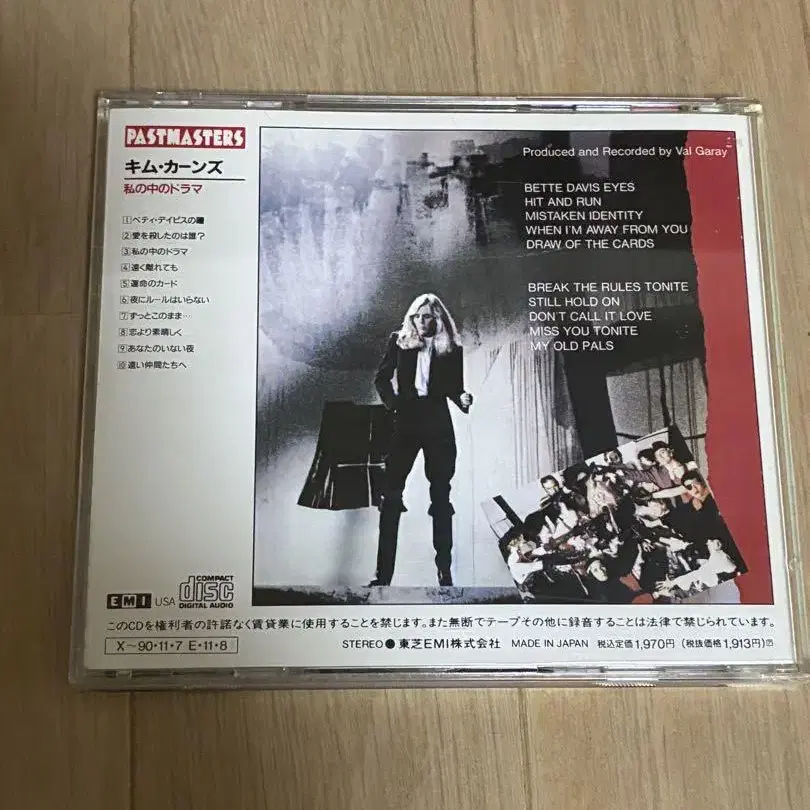 PASTMASTERS
キム・カーンズ
私の中のドラマ
1 ベティ・デイビスの瞳
2 愛を殺したのは誰?
3 私の中のドラマ
4 遠く離れても
5 運命のカード
6 夜にルールはいらない
7 ずっとこのまま…
8 恋より素晴しく
9 あなたのいない夜
10 遠い仲間たちへ
Produced and Recorded by Val Garay
BETTE DAVIS EYES
HIT AND RUN
MISTAKEN IDENTITY
WHEN I'M AWAY FROM YOU
DRAW OF THE CARDS
BREAK THE RULES TONITE
STILL HOLD ON
DON'T CALL IT LOVE
MISS YOU TONITE
MY OLD PALS
EMI USA
COMPACT
disc
DIGITAL AUDIO
このCDを権利者の許諾なく賃貸業に使用することを禁じます。また無断でテープその他に録音することは法律で禁じられています。
X〜90・11・7 E・11・8
STEREO ● 東芝EMI株式会社 MADE IN JAPAN 税込定価1,970円(税抜価格1,913円)